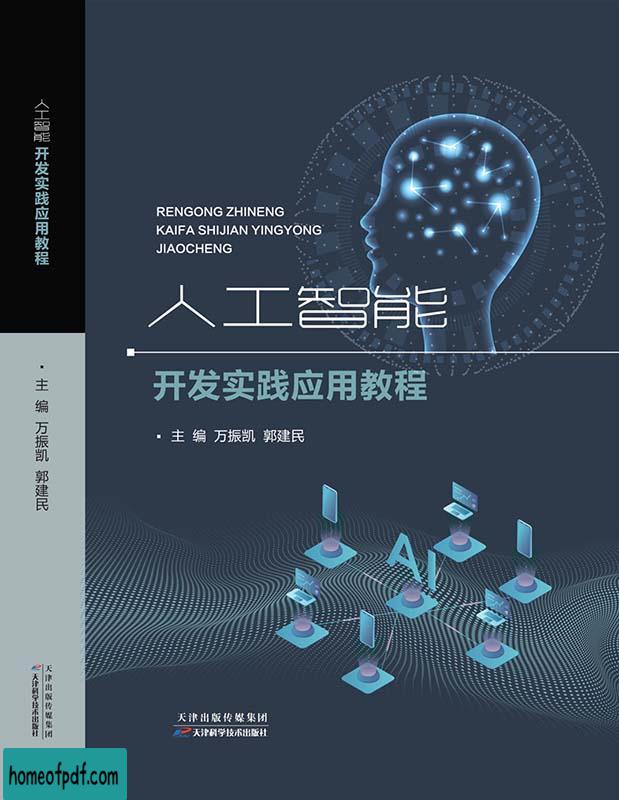 人工智能
开发实践应用教程
· 主 编 万振凯 郭建民
天津出版传媒集团
天津科学技术出版社
RENGONG ZHINENG
KAIFA SHIJIAN YINGYONG
JIAOCHENG
人工智能
开发实践应用教程
· 主 编 万振凯 郭建民
AI
天津出版传媒集团
天津科学技术出版社
homeofpdf.com